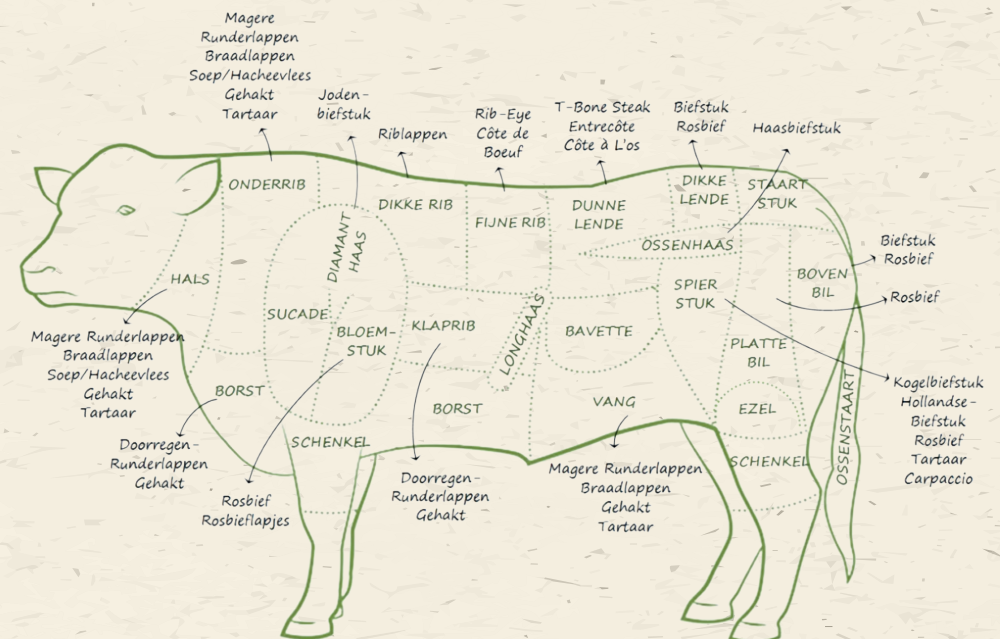 Magere
Runderlappen
Braadlappen
Soep/Hacheevlees
Gehakt
Tartaar
Joden-
biefstuk
Riblappen
Rib-Eye
Côte de
Boeuf
T-Bone Steak
Entrecôte
Côte à L'os
Biefstuk
Rosbief
Haasbiefstuk
ONDERRIB
DIAMANT
HAAS
DIKKE RIB
FIJNE RIB
DUNNE
LENDE
DIKKE
LENDE
STAART
STUK
OSSENHAAS
HALS
SUCADE
BLOEM-
STUK
KLAPRIB
LONGHAAS
BAVETTE
SPIER
STUK
BOVEN
BIL
PLATTE
BIL
Biefstuk
Rosbief
Rosbief
Magere Runderlappen
Braadlappen
Soep/Hacheevlees
Gehakt
Tartaar
BORST
BORST
VANG
EZEL
Kogelbiefstuk
Hollandse-
Biefstuk
Rosbief
Tartaar
Carpaccio
OSSENSTAART
SCHENKEL
SCHENKEL
Doorregen-
Runderlappen
Gehakt
Rosbief
Rosbieflapjes
Doorregen-
Runderlappen
Gehakt
Magere Runderlappen
Braadlappen
Gehakt
Tartaar